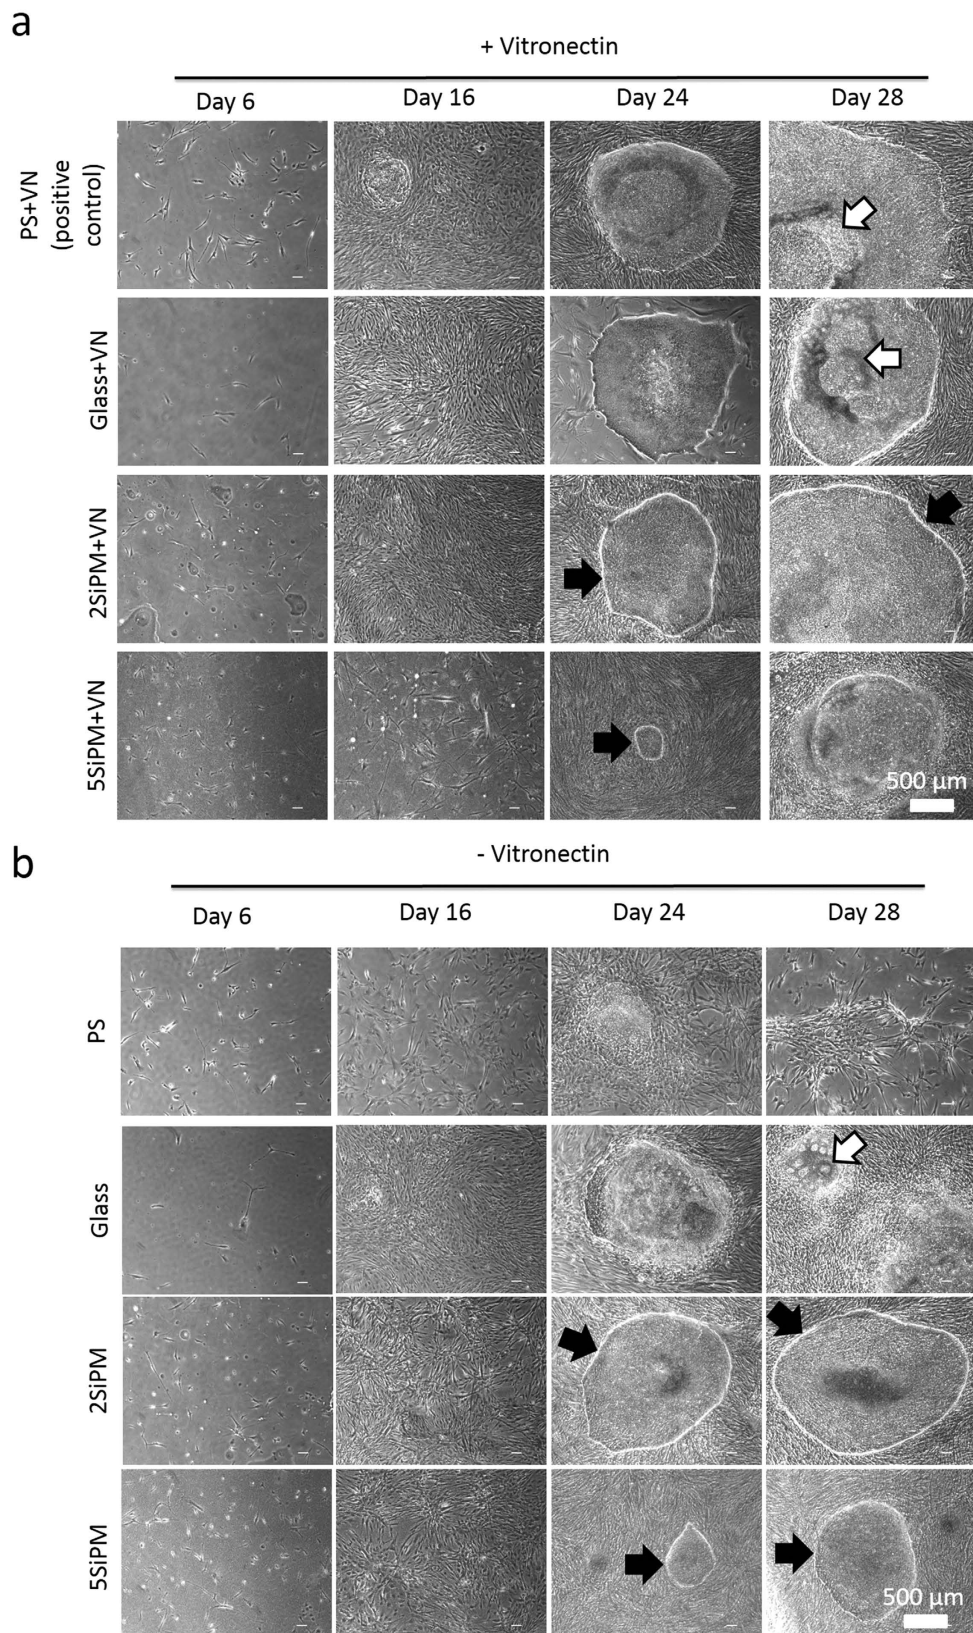 a
+ Vitronectin
Day 6 Day 16 Day 24 Day 28
PS+VN
(positive
control)
Glass+VN
2SiPM+VN
5SiPM+VN
500 µm
b
- Vitronectin
Day 6 Day 16 Day 24 Day 28
PS
Glass
2SiPM
5SiPM
500 µm